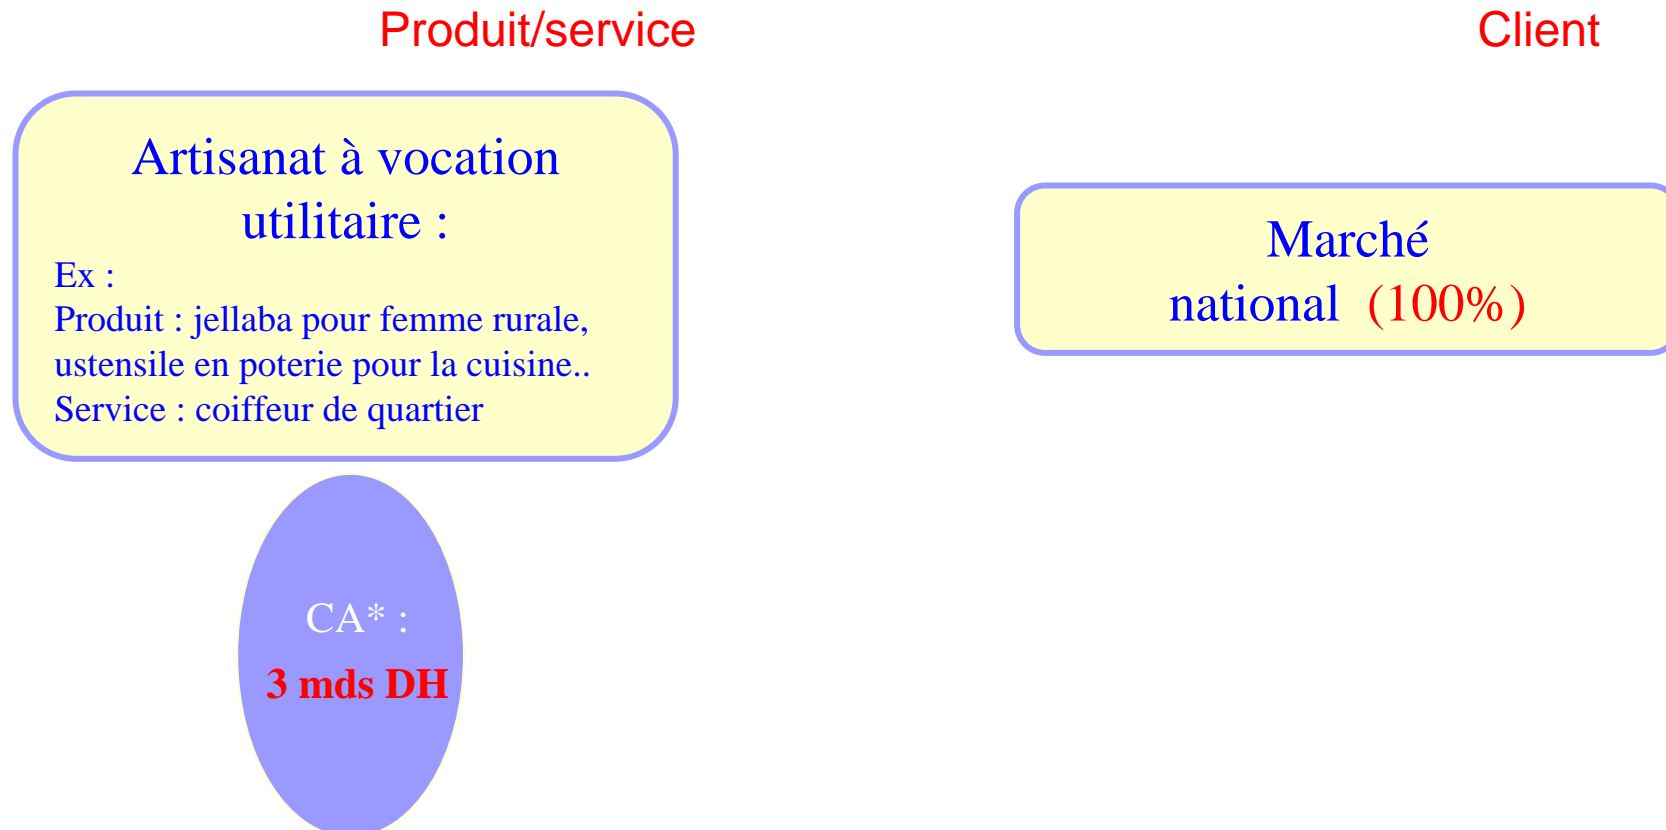 Produit/service
Client
Artisanat à vocation
utilitaire :
Ex :
Produit : jellaba pour femme rurale,
ustensile en poterie pour la cuisine..
Service : coiffeur de quartier
Marché
national (100%)
CA* :
3 mds DH